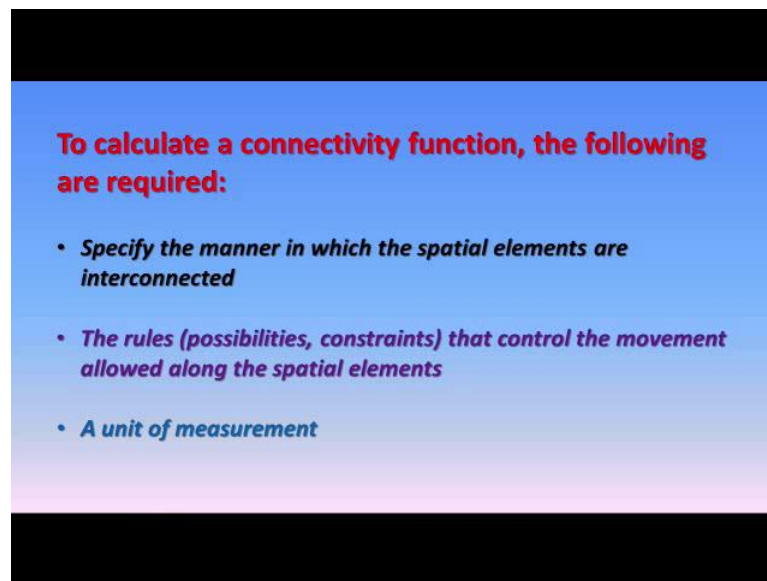 To calculate a connectivity function, the following
are required:
• Specify the manner in which the spatial elements are
interconnected
• The rules (possibilities, constraints) that control the movement
allowed along the spatial elements
• A unit of measurement